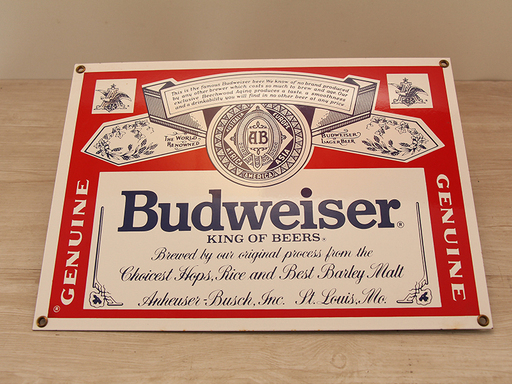 This is the famous Budweiser beer. We know of no brand produced
by any other brewer which costs so much to brew and age. Our
exclusive Beechwood Aging produces a taste, a smoothness
and a drinkability you will find in no other beer at any price.
THE WORLD
RENOWNED
BUDWEISER
LAGER BEER
EUROPE
ASIA
AMERICA
AB
GENUINE
GENUINE
Budweiser®
KING OF BEERS®
Brewed by our original process from the
Choicest Hops, Rice and Best Barley Malt
Anheuser-Busch, Inc. St. Louis, Mo.